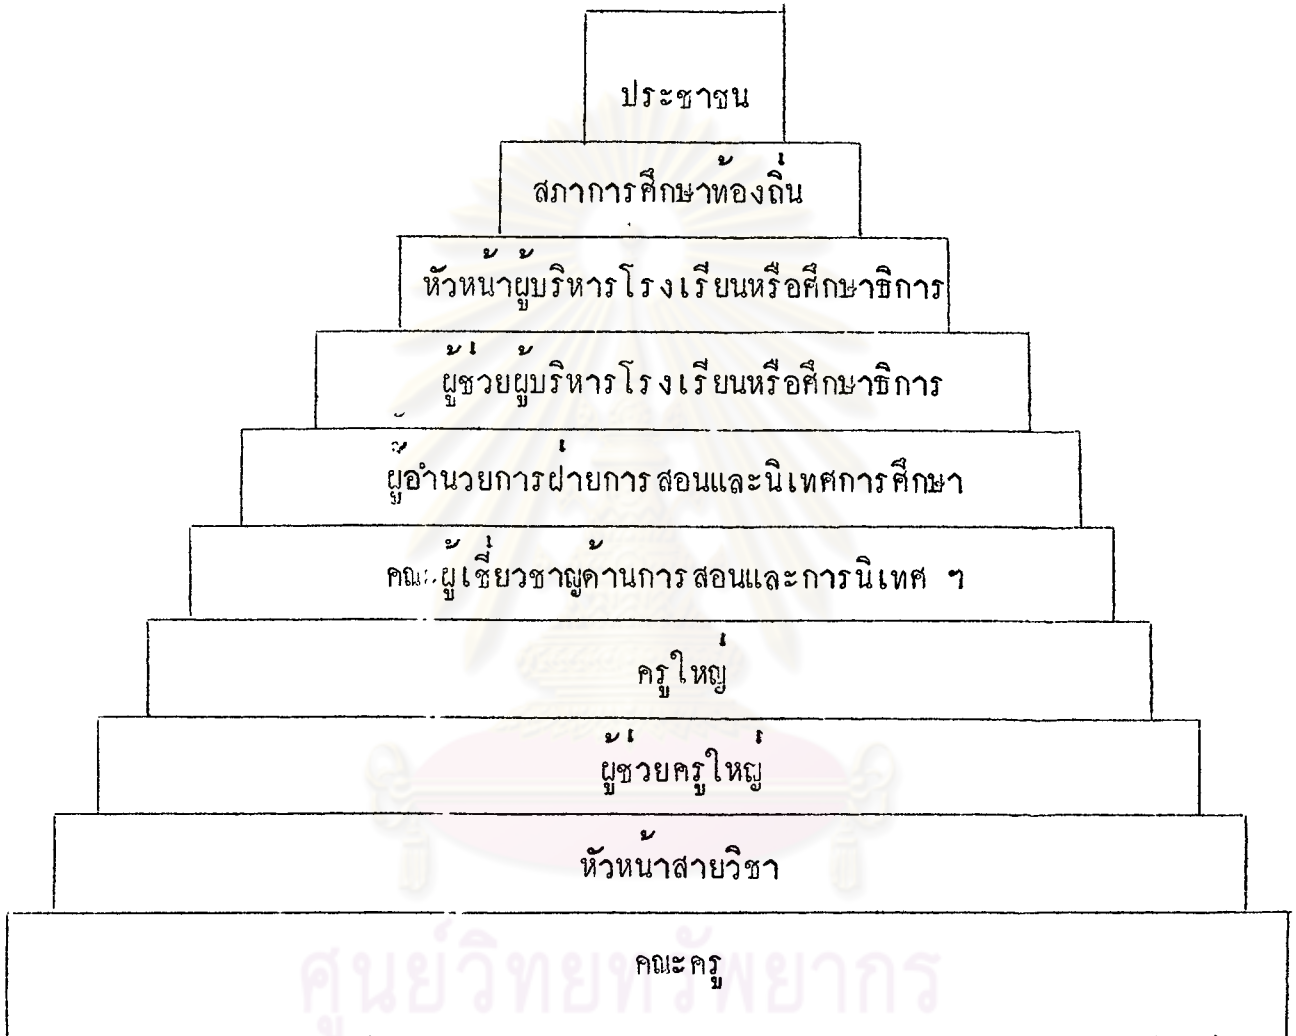 ประชาชน
สภาการศึกษาท้องถิ่น
หัวหน้าผู้บริหารโรงเรียนหรือศึกษาธิการ
ผู้ช่วยผู้บริหารโรงเรียนหรือศึกษาธิการ
ผู้อำนวยการฝ่ายการสอนและนิเทศการศึกษา
คณะผู้เชี่ยวชาญด้านการสอนและการนิเทศ ฯ
ครูใหญ่
ผู้ช่วยครูใหญ่
หัวหน้าสายวิชา
คณะครู
ศูนย์วิทยทรัพยากร